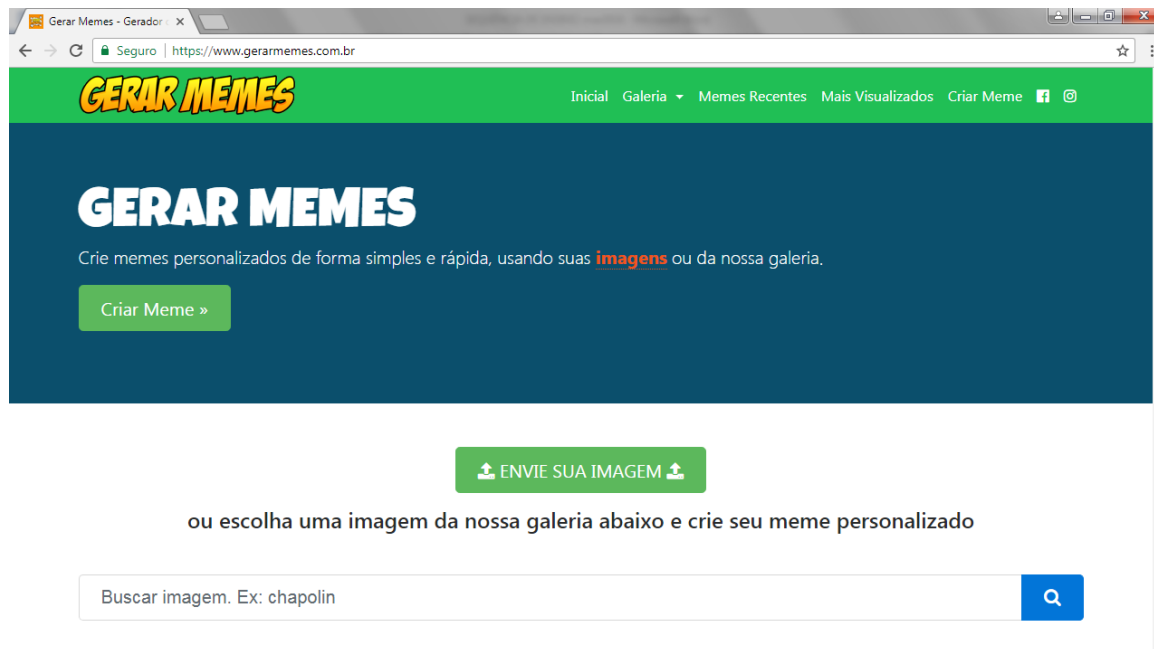 Gerar Memes - Gerador
Seguro | https://www.gerarmemes.com.br
GERAR MEMES
Inicial Galeria Memes Recentes Mais Visualizados Criar Meme
GERAR MEMES
Crie memes personalizados de forma simples e rápida, usando suas imagens ou da nossa galeria.
Criar Meme »
ENVIE SUA IMAGEM
ou escolha uma imagem da nossa galeria abaixo e crie seu meme personalizado
Buscar imagem. Ex: chapolin